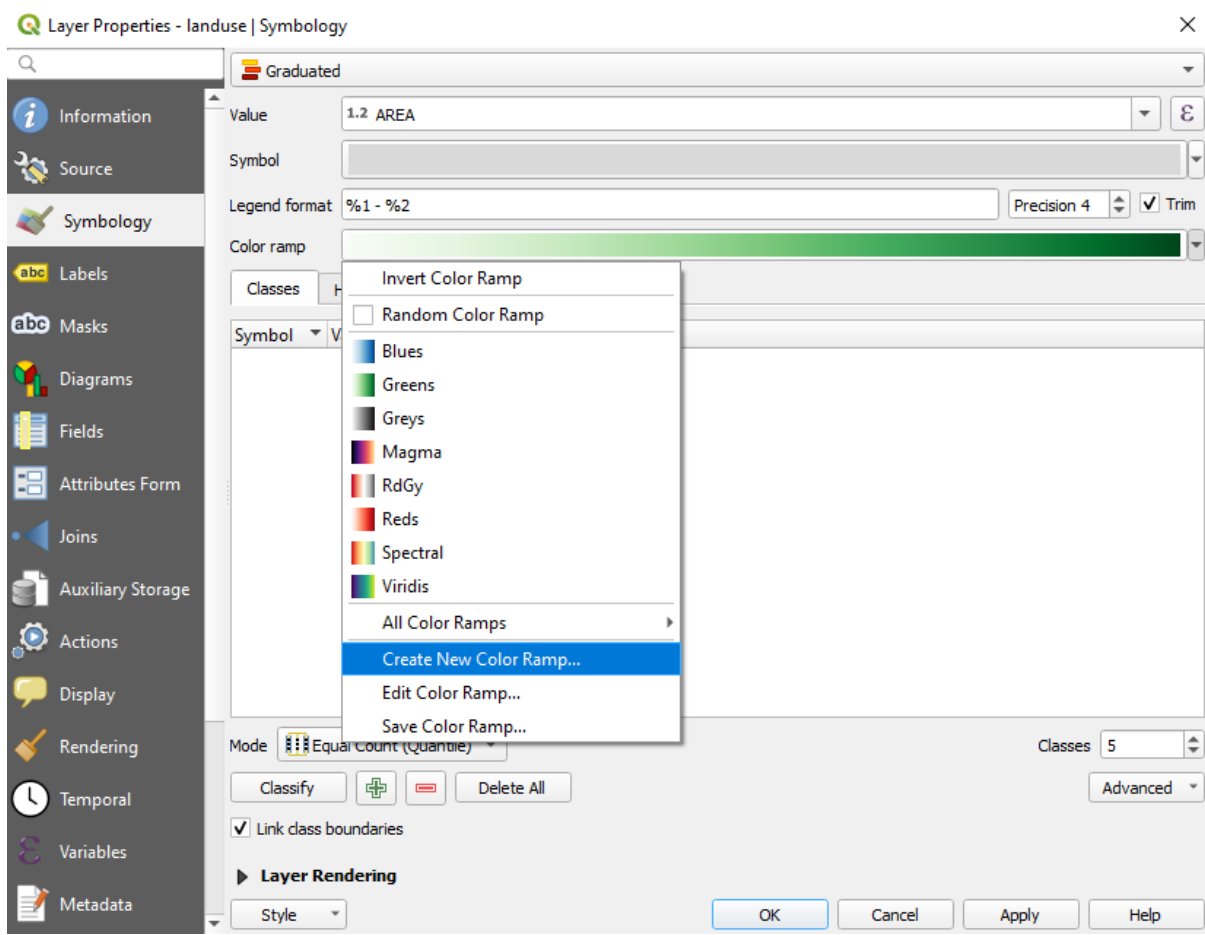 Layer Properties - landuse | Symbology
Graduated
Information
Value 1.2 AREA ε
Source
Symbol
Symbology
Legend format %1 - %2 Precision 4 Trim
Color ramp
abc Labels
Classes H
Invert Color Ramp
abc Masks
Random Color Ramp
Symbol V
Blues
Diagrams
Greens
Greys
Fields
Magma
Attributes Form
RdGy
Reds
Joins
Spectral
Auxiliary Storage
Viridis
All Color Ramps
Actions
Create New Color Ramp...
Display
Edit Color Ramp...
Save Color Ramp...
Rendering
Mode Equal Count (Quantile) Classes 5
Classify Delete All Advanced
Temporal
Link class boundaries
Variables
Layer Rendering
Metadata
Style OK Cancel Apply Help